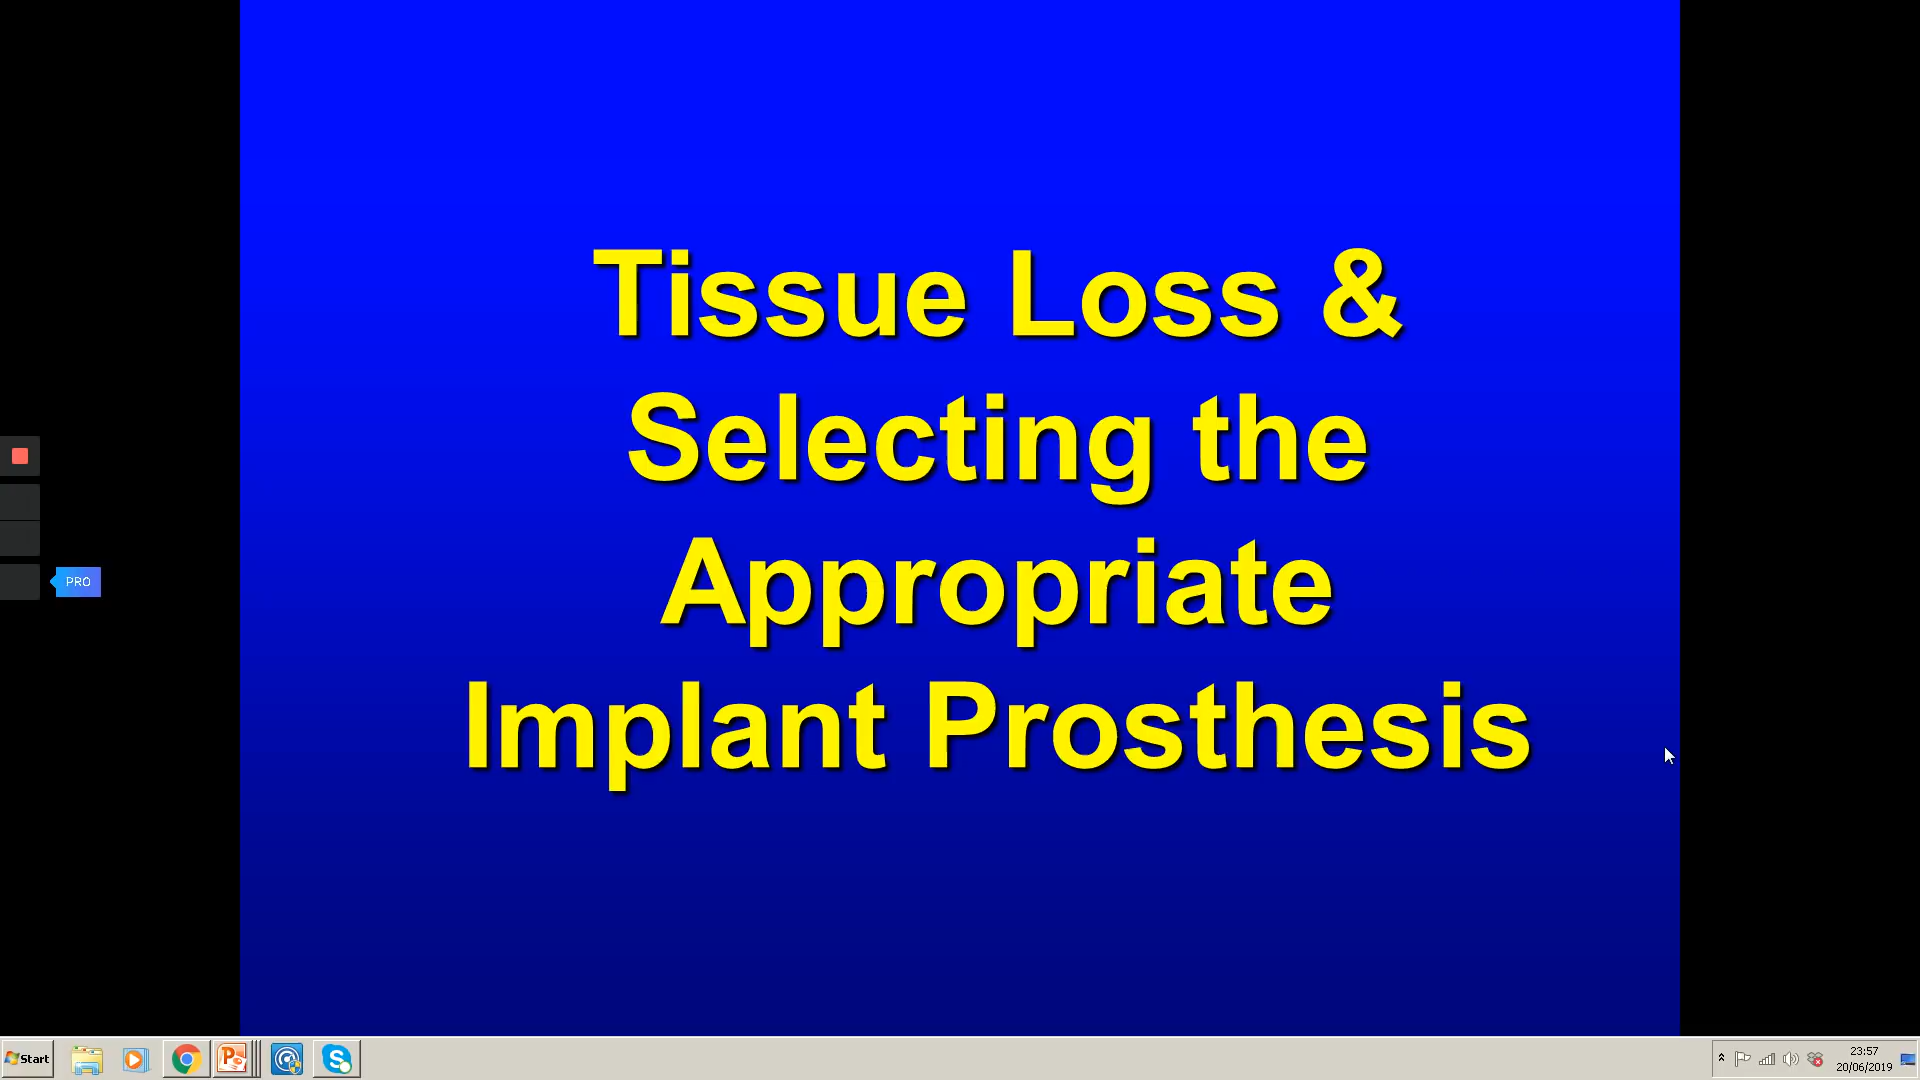 Tissue Loss &
Selecting the
Appropriate
Implant Prosthesis
PRO
Start
23:57
20/06/2019